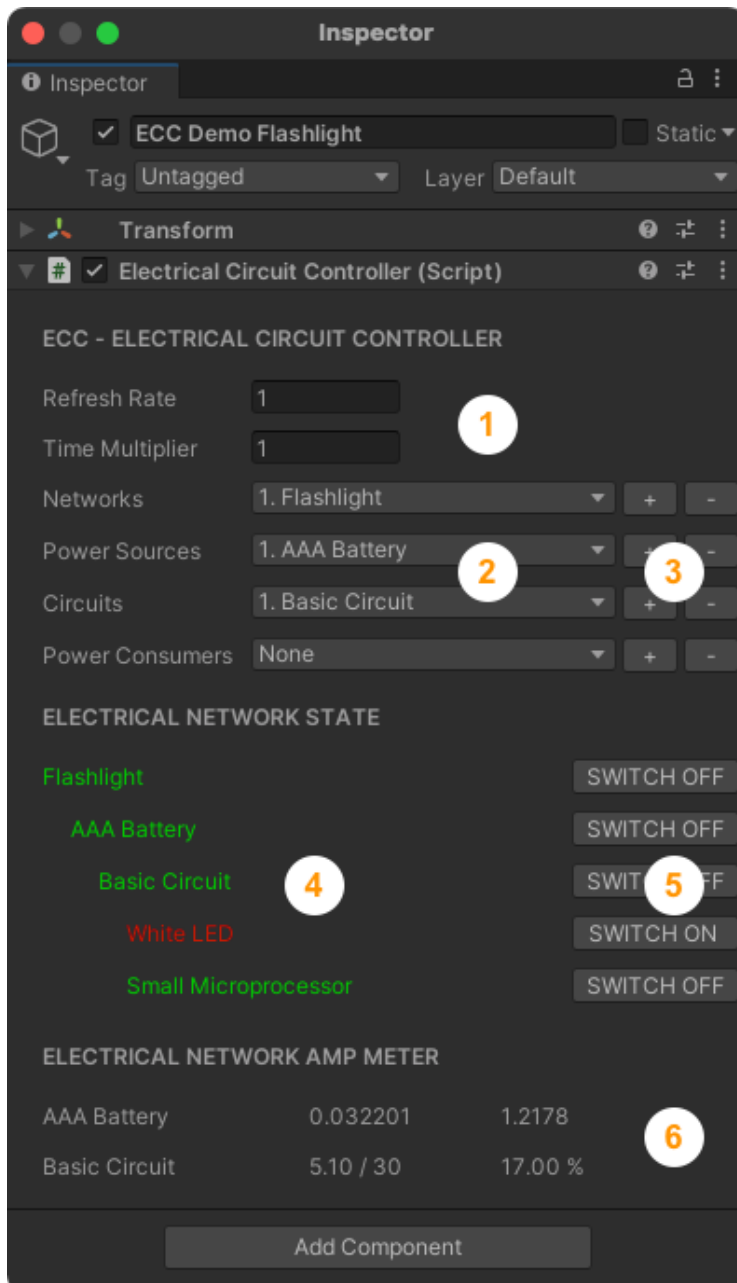 Inspector
Inspector
ECC Demo Flashlight Static
Tag Untagged Layer Default
Transform
# Electrical Circuit Controller (Script)
ECC - ELECTRICAL CIRCUIT CONTROLLER
Refresh Rate 1
1
Time Multiplier 1
Networks 1. Flashlight + -
Power Sources 1. AAA Battery + -
2 3
Circuits 1. Basic Circuit + -
Power Consumers None + -
ELECTRICAL NETWORK STATE
Flashlight SWITCH OFF
AAA Battery SWITCH OFF
Basic Circuit 4 SWIT 5 FF
White LED SWITCH ON
Small Microprocessor SWITCH OFF
ELECTRICAL NETWORK AMP METER
AAA Battery 0.032201 1.2178
6
Basic Circuit 5.10 / 30 17.00 %
Add Component